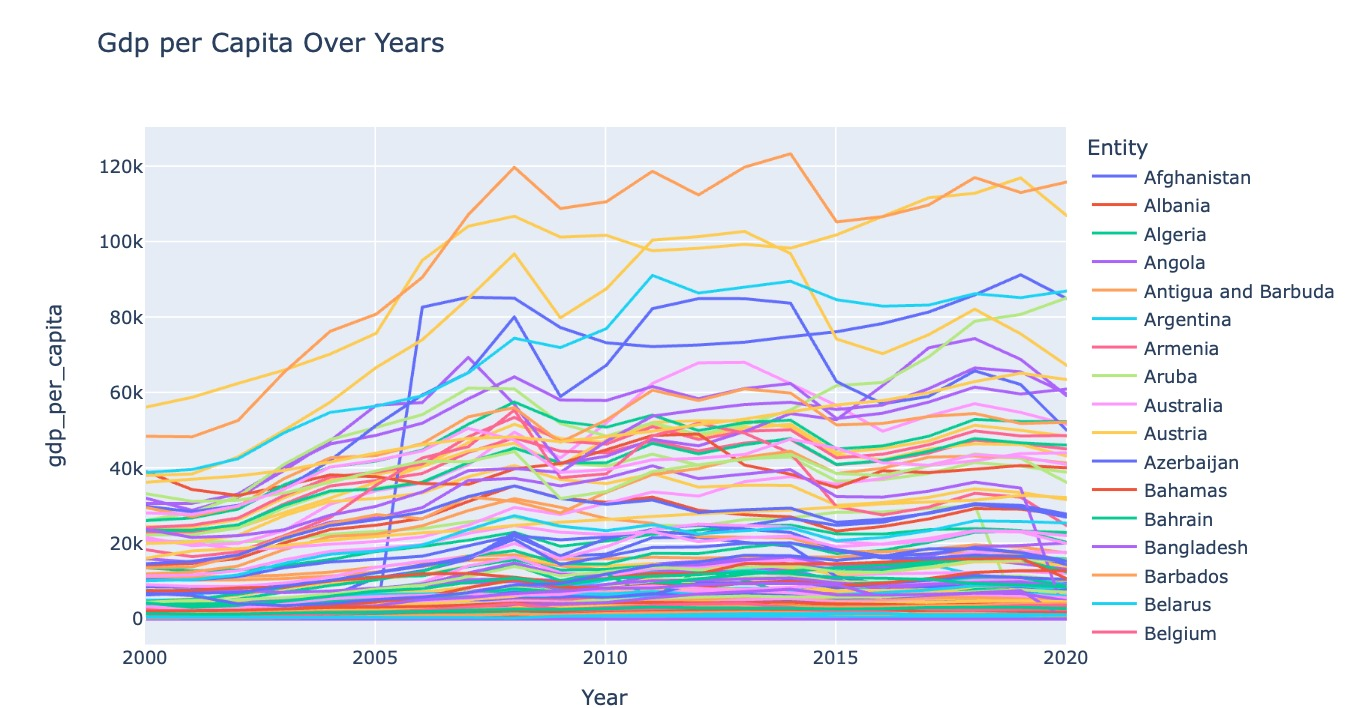 Gdp per Capita Over Years
gdp_per_capita
120k
100k
80k
60k
40k
20k
0
2000
2005
2010
2015
2020
Year
Entity
Afghanistan
Albania
Algeria
Angola
Antigua and Barbuda
Argentina
Armenia
Aruba
Australia
Austria
Azerbaijan
Bahamas
Bahrain
Bangladesh
Barbados
Belarus
Belgium